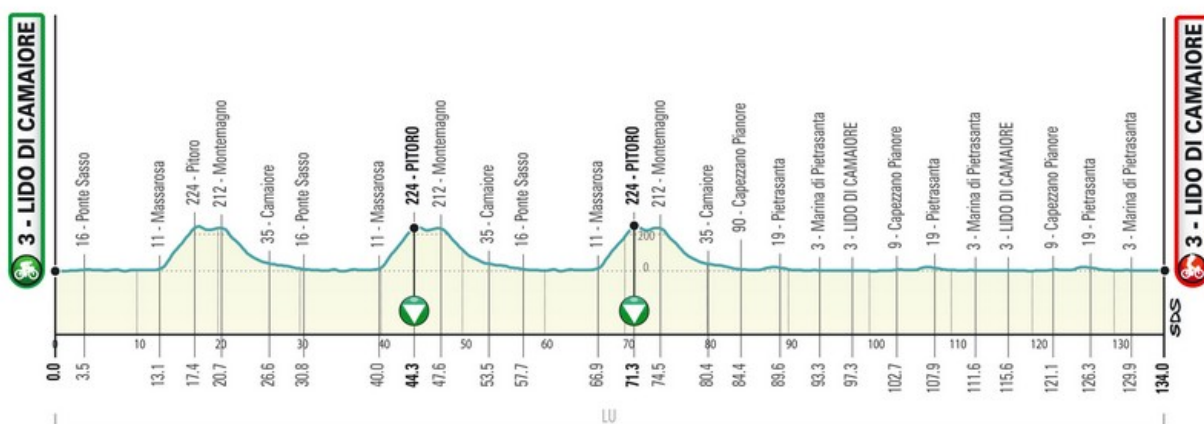 3 - LIDO DI CAMAIORE
16 - Ponte Sasso
11 - Massarosa
224 - Pitoro
212 - Montemagno
35 - Camaiore
16 - Ponte Sasso
11 - Massarosa
224 - PITORO
212 - Montemagno
35 - Camaiore
16 - Ponte Sasso
11 - Massarosa
224 - PITORO
212 - Montemagno
35 - Camaiore
90 - Capezzano Pianore
19 - Pietrasanta
3 - Marina di Pietrasanta
3 - LIDO DI CAMAIORE
9 - Capezzano Pianore
19 - Pietrasanta
3 - Marina di Pietrasanta
3 - LIDO DI CAMAIORE
9 - Capezzano Pianore
19 - Pietrasanta
3 - Marina di Pietrasanta
3 - LIDO DI CAMAIORE
200
0
SDS
0 10 20 30 40 50 60 70 80 90 100 110 120 130
0.0 3.5 13.1 17.4 20.7 26.6 30.8 40.0 44.3 47.6 53.5 57.7 66.9 71.3 74.5 80.4 84.4 89.6 93.3 97.3 102.7 107.9 111.6 115.6 121.1 126.3 129.9 134.0
LU